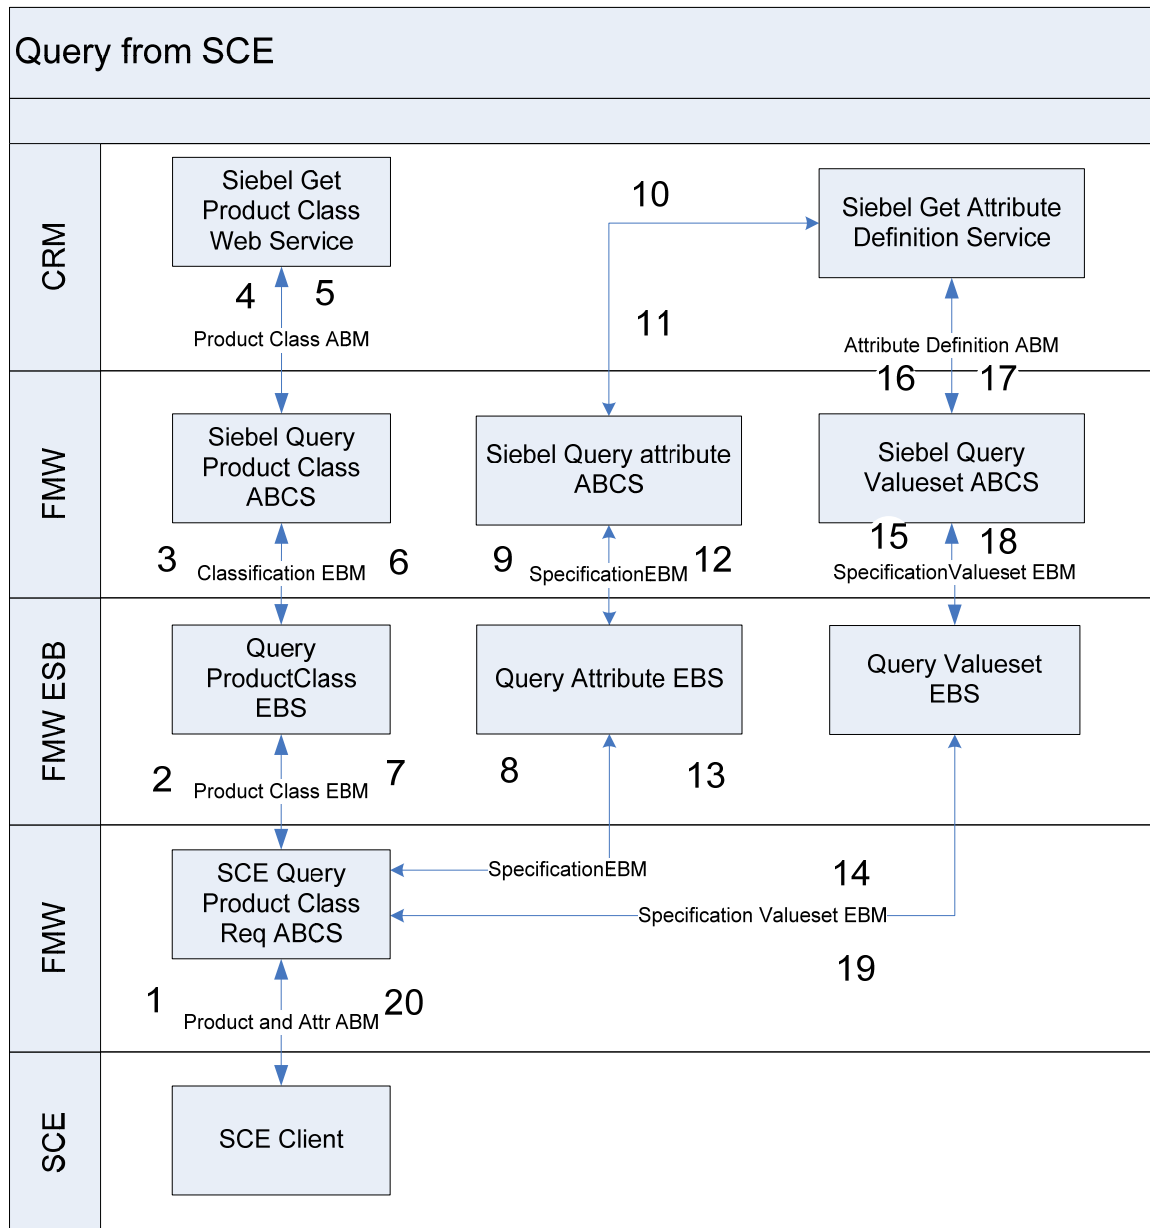 Query from SCE
CRM
Siebel Get
Product Class
Web Service
10
Siebel Get Attribute
Definition Service
4
5
11
Product Class ABM
Attribute Definition ABM
16
17
FMW
Siebel Query
Product Class
ABCS
Siebel Query attribute
ABCS
Siebel Query
Valueset ABCS
3
6
9
12
15
18
Classification EBM
SpecificationEBM
SpecificationValueset EBM
FMW ESB
Query
ProductClass
EBS
Query Attribute EBS
Query Valueset
EBS
2
7
8
13
Product Class EBM
FMW
SCE Query
Product Class
Req ABCS
SpecificationEBM
14
Specification Valueset EBM
19
1
20
Product and Attr ABM
SCE
SCE Client